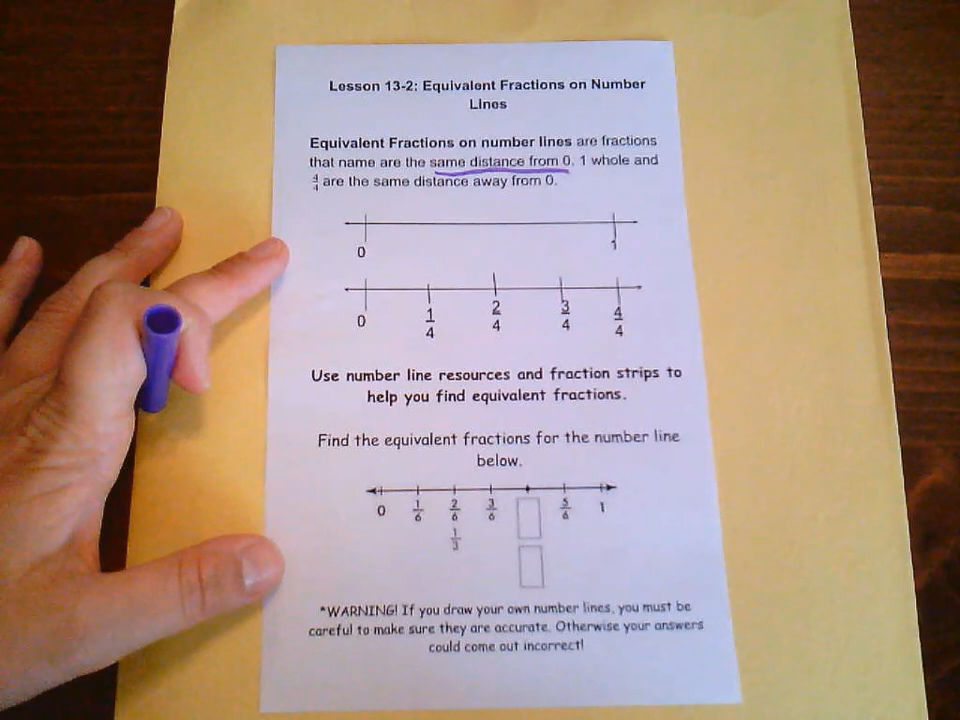 Lesson 13-2: Equivalent Fractions on Number
Lines
Equivalent Fractions on number lines are fractions
that name are the same distance from 0. 1 whole and
4/4 are the same distance away from 0.
0 1
0 1/4 2/4 3/4 4/4
Use number line resources and fraction strips to
help you find equivalent fractions.
Find the equivalent fractions for the number line
below.
0 1/6 2/6 3/6 5/6 1
1/3
*WARNING! If you draw your own number lines, you must be
careful to make sure they are accurate. Otherwise your answers
could come out incorrect!